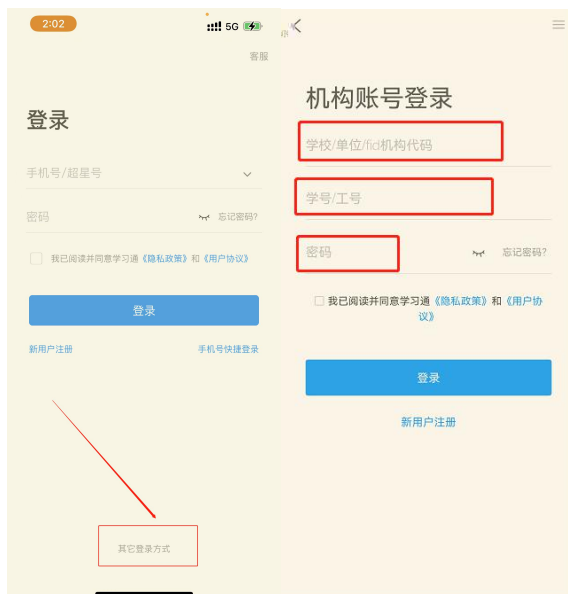 2:02
5G
客服
登录
手机号/超星号
密码
忘记密码?
我已阅读并同意学习通《隐私政策》和《用户协议》
登录
新用户注册
手机号快捷登录
其它登录方式
机构账号登录
学校/单位/fid机构代码
学号/工号
密码
忘记密码?
我已阅读并同意学习通《隐私政策》和《用户协
议》
登录
新用户注册